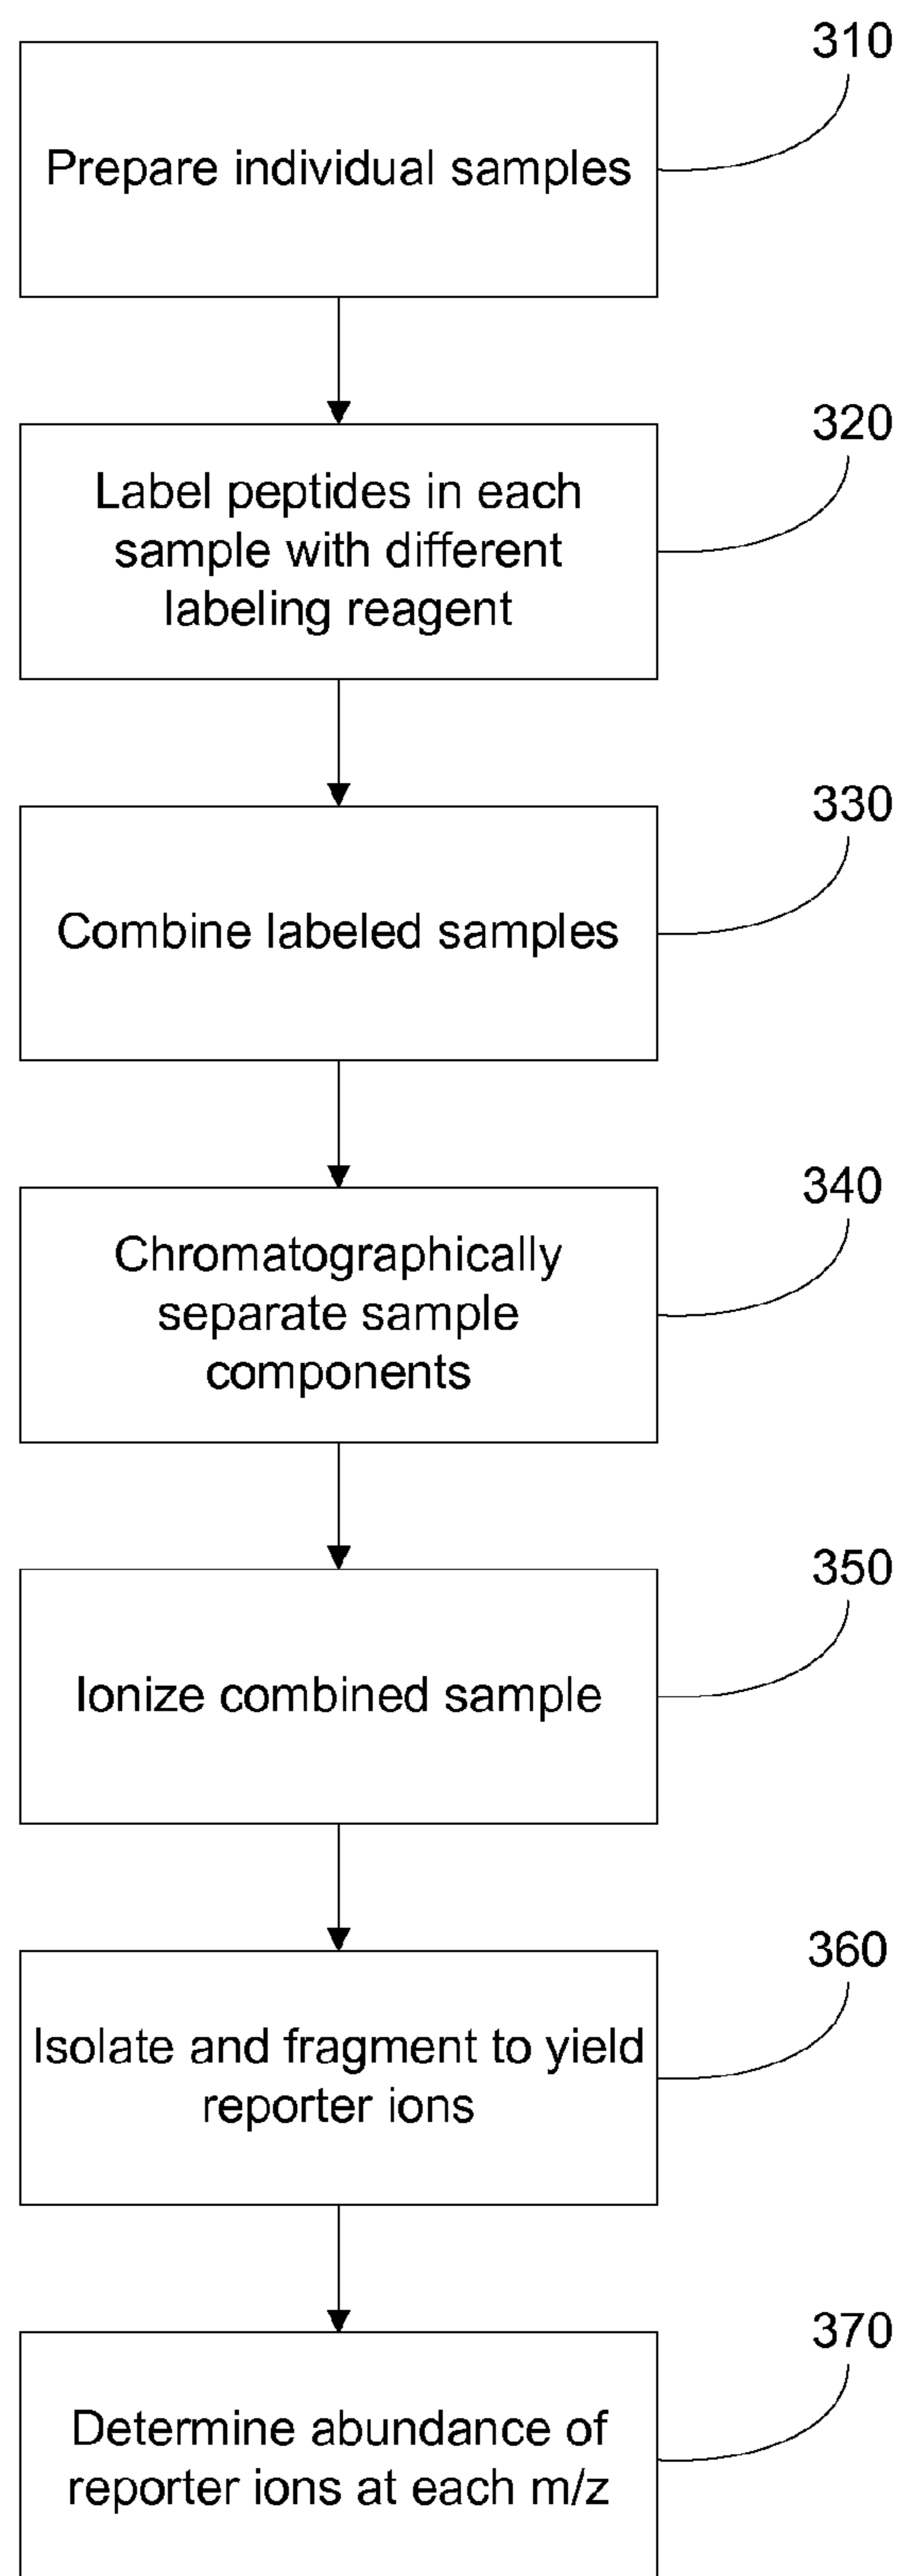 310
Prepare individual samples
320
Label peptides in each
sample with different
labeling reagent
330
Combine labeled samples
340
Chromatographically
separate sample
components
350
Ionize combined sample
360
Isolate and fragment to yield
reporter ions
370
Determine abundance of
reporter ions at each m/z